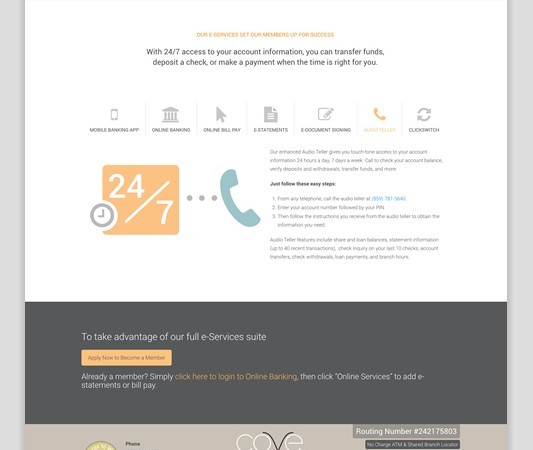 OUR E-SERVICES SET OUR MEMBERS UP FOR SUCCESS
With 24/7 access to your account information, you can transfer funds,
deposit a check, or make a payment when the time is right for you.
MOBILE BANKING APP
ONLINE BANKING
ONLINE BILL PAY
E-STATEMENTS
E-DOCUMENT SIGNING
AUDIO TELLER
CLICKSWITCH
24/7
Our enhanced Audio Teller gives you touch-tone access to your account
information 24 hours a day, 7 days a week. Call to check your account balance,
verify deposits and withdrawals, transfer funds, and more.
Just follow these easy steps:
1. From any telephone, call the audio teller at (859) 781-5640.
2. Enter your account number followed by your PIN.
3. Then follow the instructions you receive from the audio teller to obtain the
information you need.
Audio Teller features include share and loan balances, statement information
(up to 40 recent transactions), check inquiry on your last 10 checks, account
transfers, check withdrawals, loan payments, and branch hours.
To take advantage of our full e-Services suite
Apply Now to Become a Member
Already a member? Simply click here to login to Online Banking, then click "Online Services" to add e-
statements or bill pay.
Routing Number #242175803
No Charge ATM & Shared Branch Locator
Phone
cove